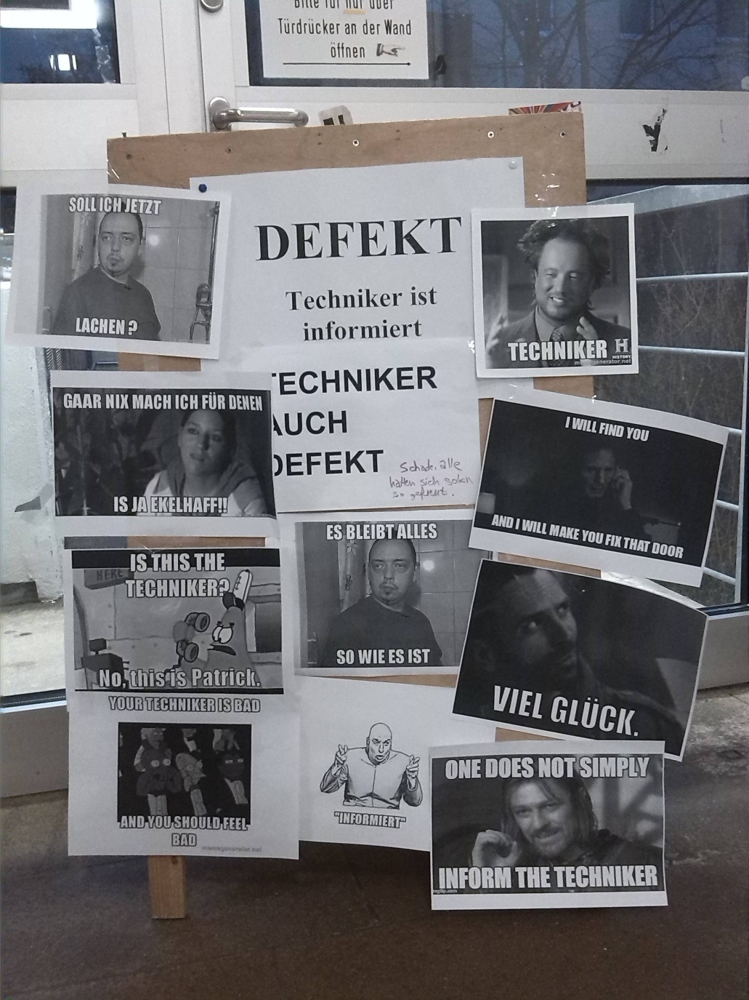 Bitte Tür nur über
Türdrücker an der Wand
öffnen
DEFEKT
Techniker ist
informiert
TECHNIKER
AUCH
DEFEKT
Schade, alle
hatten sich schon
so gefreut.
SOLL ICH JETZT
LACHEN ?
TECHNIKER
H
HISTORY
memegenerator.net
GAAR NIX MACH ICH FÜR DENEN
IS JA EKELHAFF!!
I WILL FIND YOU
AND I WILL MAKE YOU FIX THAT DOOR
HERE
IS THIS THE
TECHNIKER?
No, this is Patrick.
ES BLEIBT ALLES
SO WIE ES IST
VIEL GLÜCK.
YOUR TECHNIKER IS BAD
AND YOU SHOULD FEEL
BAD
memegenerator.net
"INFORMIERT"
ONE DOES NOT SIMPLY
INFORM THE TECHNIKER
imgflip.com